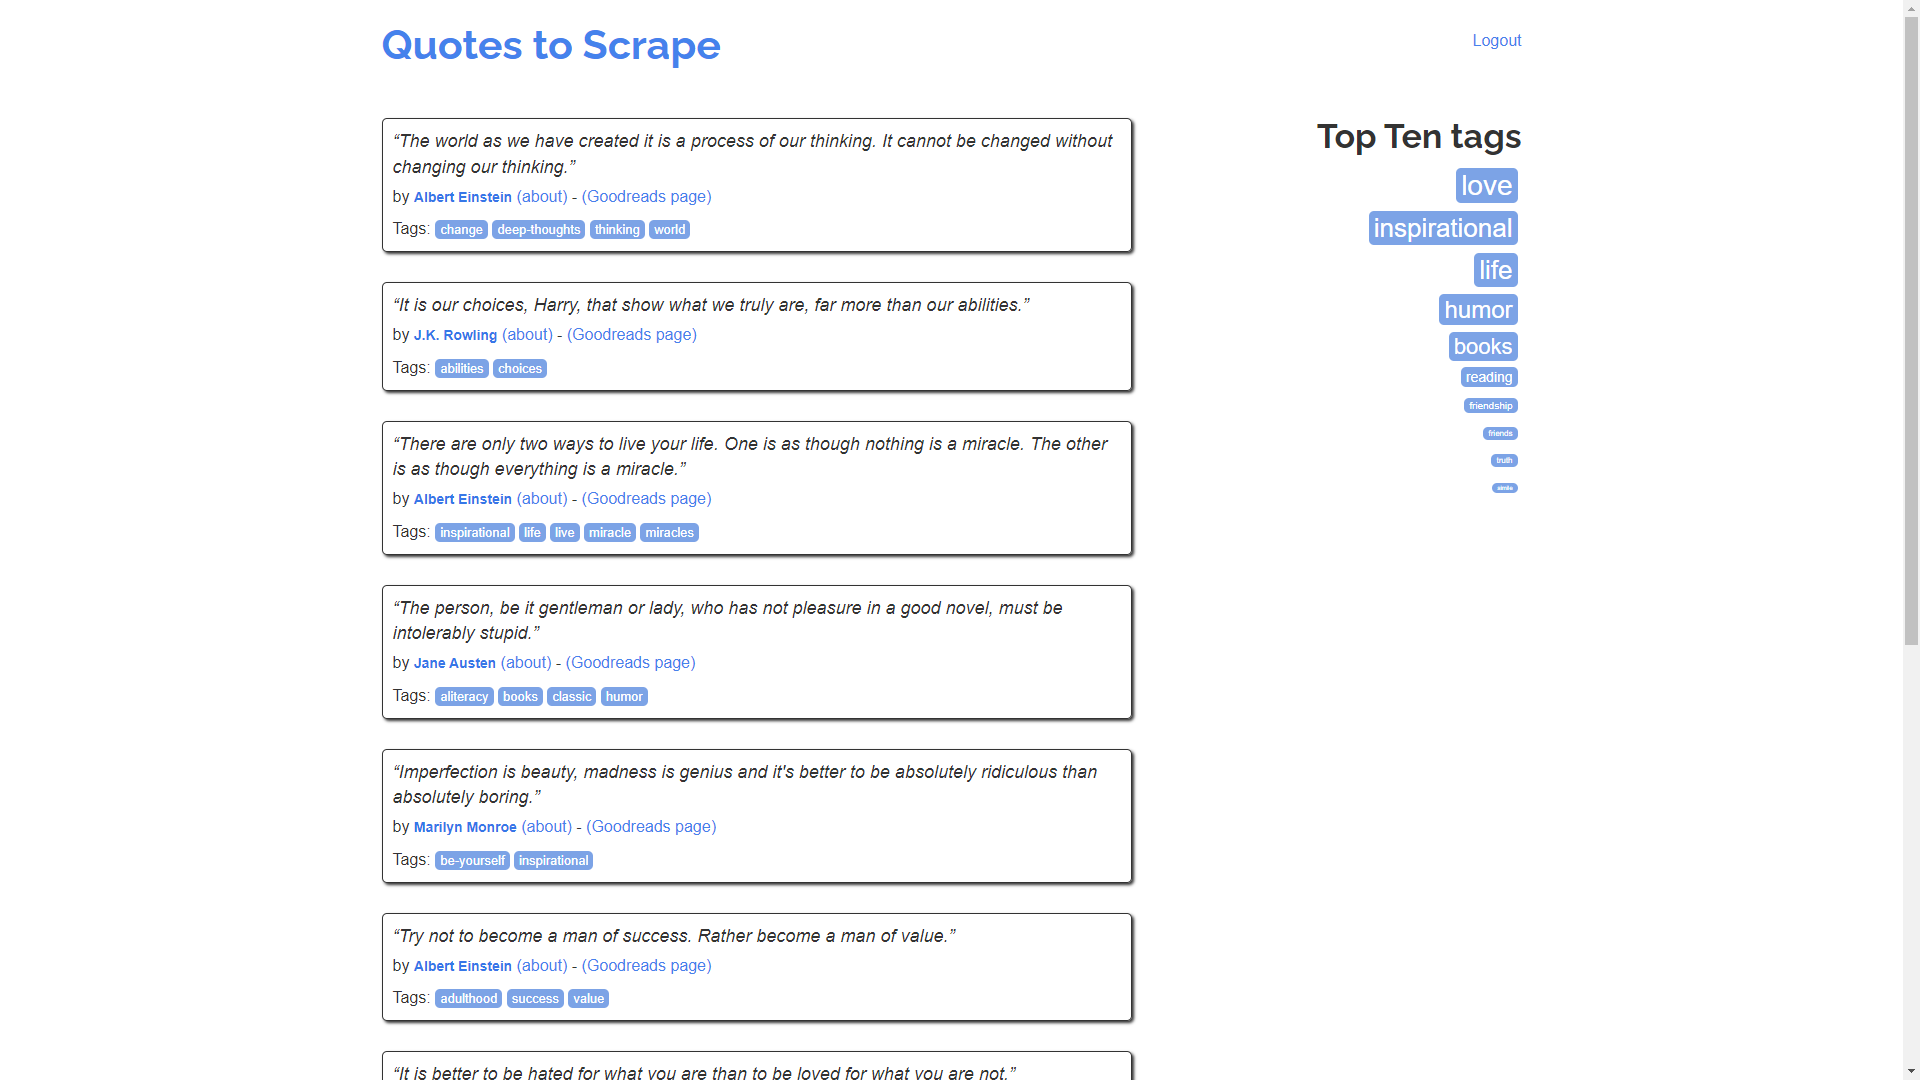 Quotes to Scrape
Logout
“The world as we have created it is a process of our thinking. It cannot be changed without
changing our thinking.”
by Albert Einstein (about) - (Goodreads page)
Tags: change deep-thoughts thinking world
“It is our choices, Harry, that show what we truly are, far more than our abilities.”
by J.K. Rowling (about) - (Goodreads page)
Tags: abilities choices
“There are only two ways to live your life. One is as though nothing is a miracle. The other
is as though everything is a miracle.”
by Albert Einstein (about) - (Goodreads page)
Tags: inspirational life live miracle miracles
“The person, be it gentleman or lady, who has not pleasure in a good novel, must be
intolerably stupid.”
by Jane Austen (about) - (Goodreads page)
Tags: aliteracy books classic humor
“Imperfection is beauty, madness is genius and it's better to be absolutely ridiculous than
absolutely boring.”
by Marilyn Monroe (about) - (Goodreads page)
Tags: be-yourself inspirational
“Try not to become a man of success. Rather become a man of value.”
by Albert Einstein (about) - (Goodreads page)
Tags: adulthood success value
“It is better to be hated for what you are than to be loved for what you are not.”
Top Ten tags
love
inspirational
life
humor
books
reading
friendship
friends
truth
simile